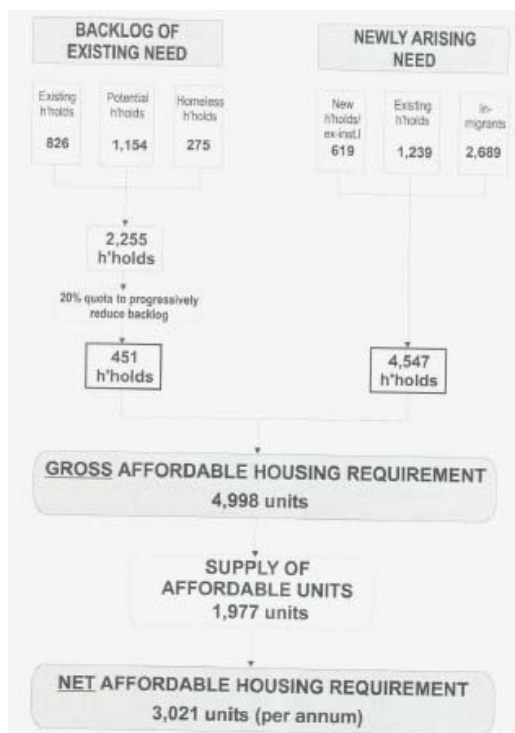 BACKLOG OF
EXISTING NEED
Existing
h'holds
826
Potential
h'holds
1,154
Homeless
h'holds
275
2,255
h'holds
20% quota to progressively
reduce backlog
451
h'holds
NEWLY ARISING
NEED
New
h'holds/
ex-inst.l
619
Existing
h'holds
1,239
In-
migrants
2,689
4,547
h'holds
GROSS AFFORDABLE HOUSING REQUIREMENT
4,998 units
SUPPLY OF
AFFORDABLE UNITS
1,977 units
NET AFFORDABLE HOUSING REQUIREMENT
3,021 units (per annum)